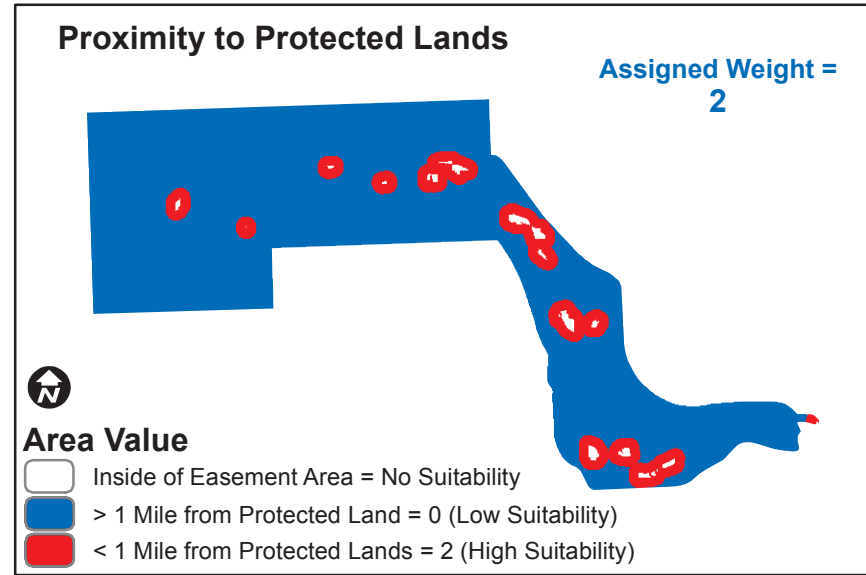 Proximity to Protected Lands
Assigned Weight =
2
N
Area Value
Inside of Easement Area = No Suitability
> 1 Mile from Protected Land = 0 (Low Suitability)
< 1 Mile from Protected Lands = 2 (High Suitability)